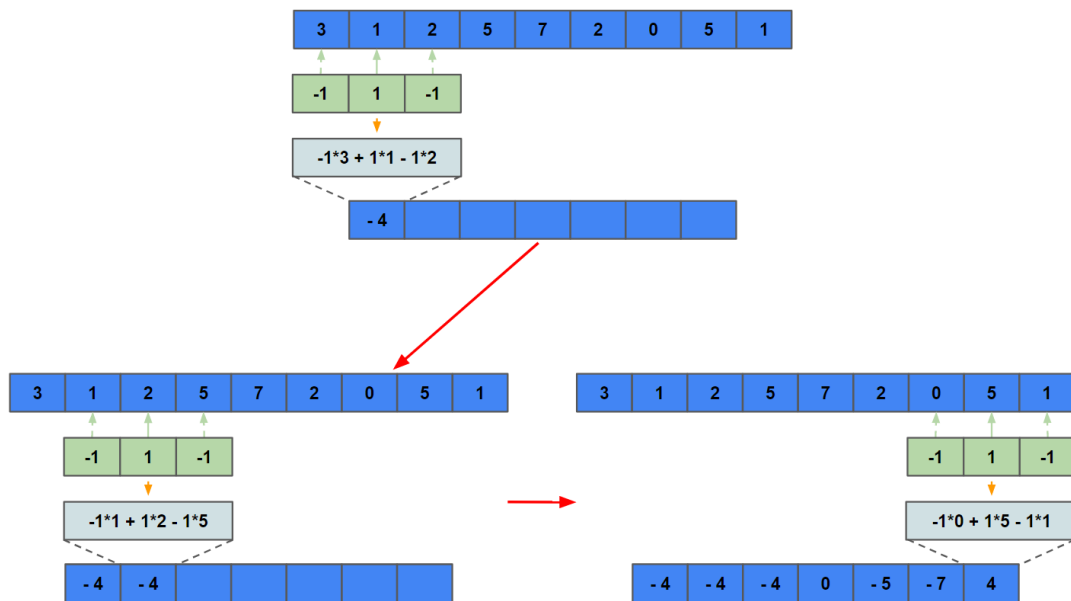 3 1 2 5 7 2 0 5 1
-1 1 -1
-1*3 + 1*1 - 1*2
- 4
3 1 2 5 7 2 0 5 1
-1 1 -1
-1*1 + 1*2 - 1*5
- 4 - 4
3 1 2 5 7 2 0 5 1
-1 1 -1
-1*0 + 1*5 - 1*1
- 4 - 4 - 4 0 - 5 - 7 4